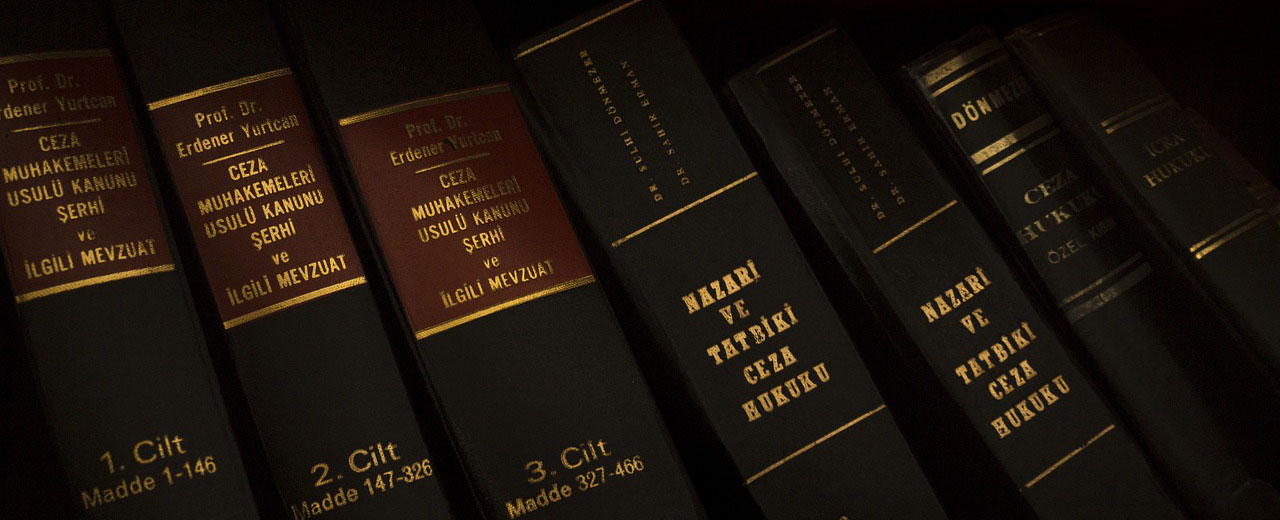 Prof. Dr.
Erdener Yurtcan
CEZA
MUHAKEMELERİ
USULÜ KANUNU
ŞERHİ
ve
İLGİLİ MEVZUAT
1. Cilt
Madde 1-146
Prof. Dr.
Erdener Yurtcan
CEZA
MUHAKEMELERİ
USULÜ KANUNU
ŞERHİ
ve
İLGİLİ MEVZUAT
2. Cilt
Madde 147-326
Prof. Dr.
Erdener Yurtcan
CEZA
MUHAKEMELERİ
USULÜ KANUNU
ŞERHİ
ve
İLGİLİ MEVZUAT
3. Cilt
Madde 327-466
DR. SULHİ DÖNMEZER
DR. SAHİR ERMAN
NAZARİ
VE
TATBİKİ
CEZA
HUKUKU
DR. SULHİ DÖNMEZER
DR. SAHİR ERMAN
NAZARİ
VE
TATBİKİ
CEZA
HUKUKU
DÖNMEZER
CEZA
HUKUKU
ÖZEL
İCRA
HUKUKU